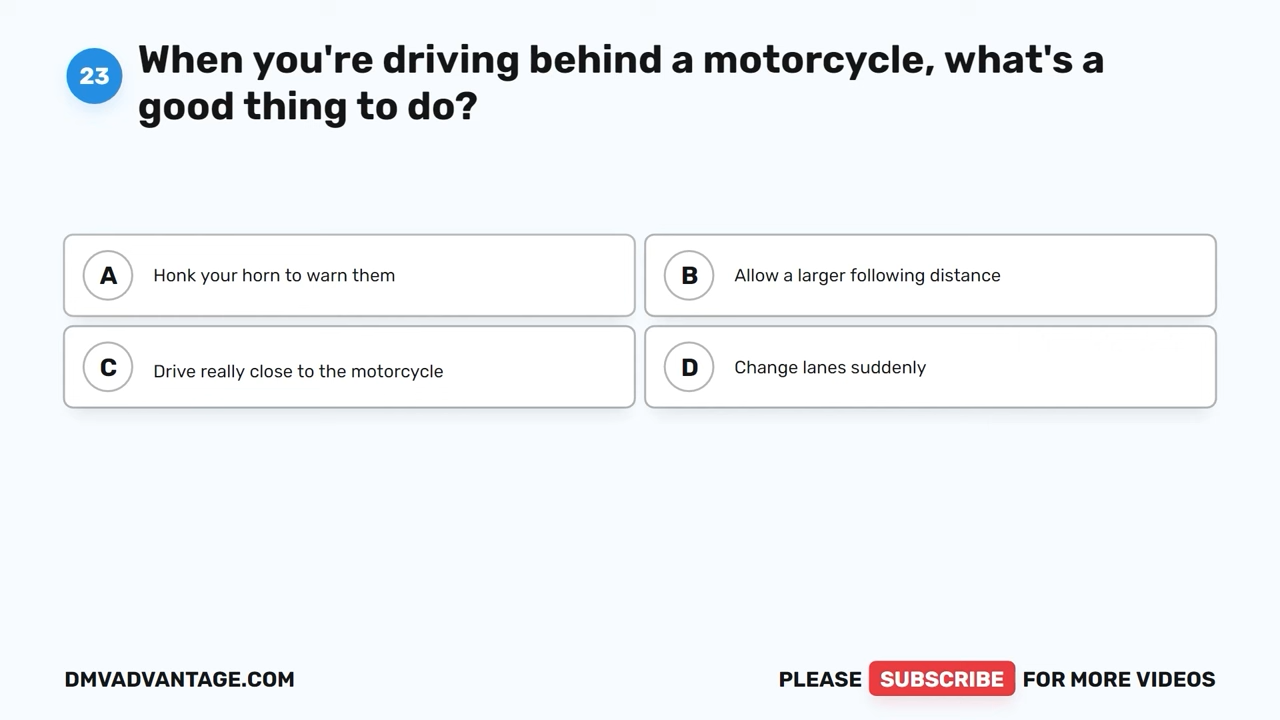 23
When you're driving behind a motorcycle, what's a
good thing to do?
A Honk your horn to warn them
B Allow a larger following distance
C Drive really close to the motorcycle
D Change lanes suddenly
DMVADVANTAGE.COM
PLEASE SUBSCRIBE FOR MORE VIDEOS